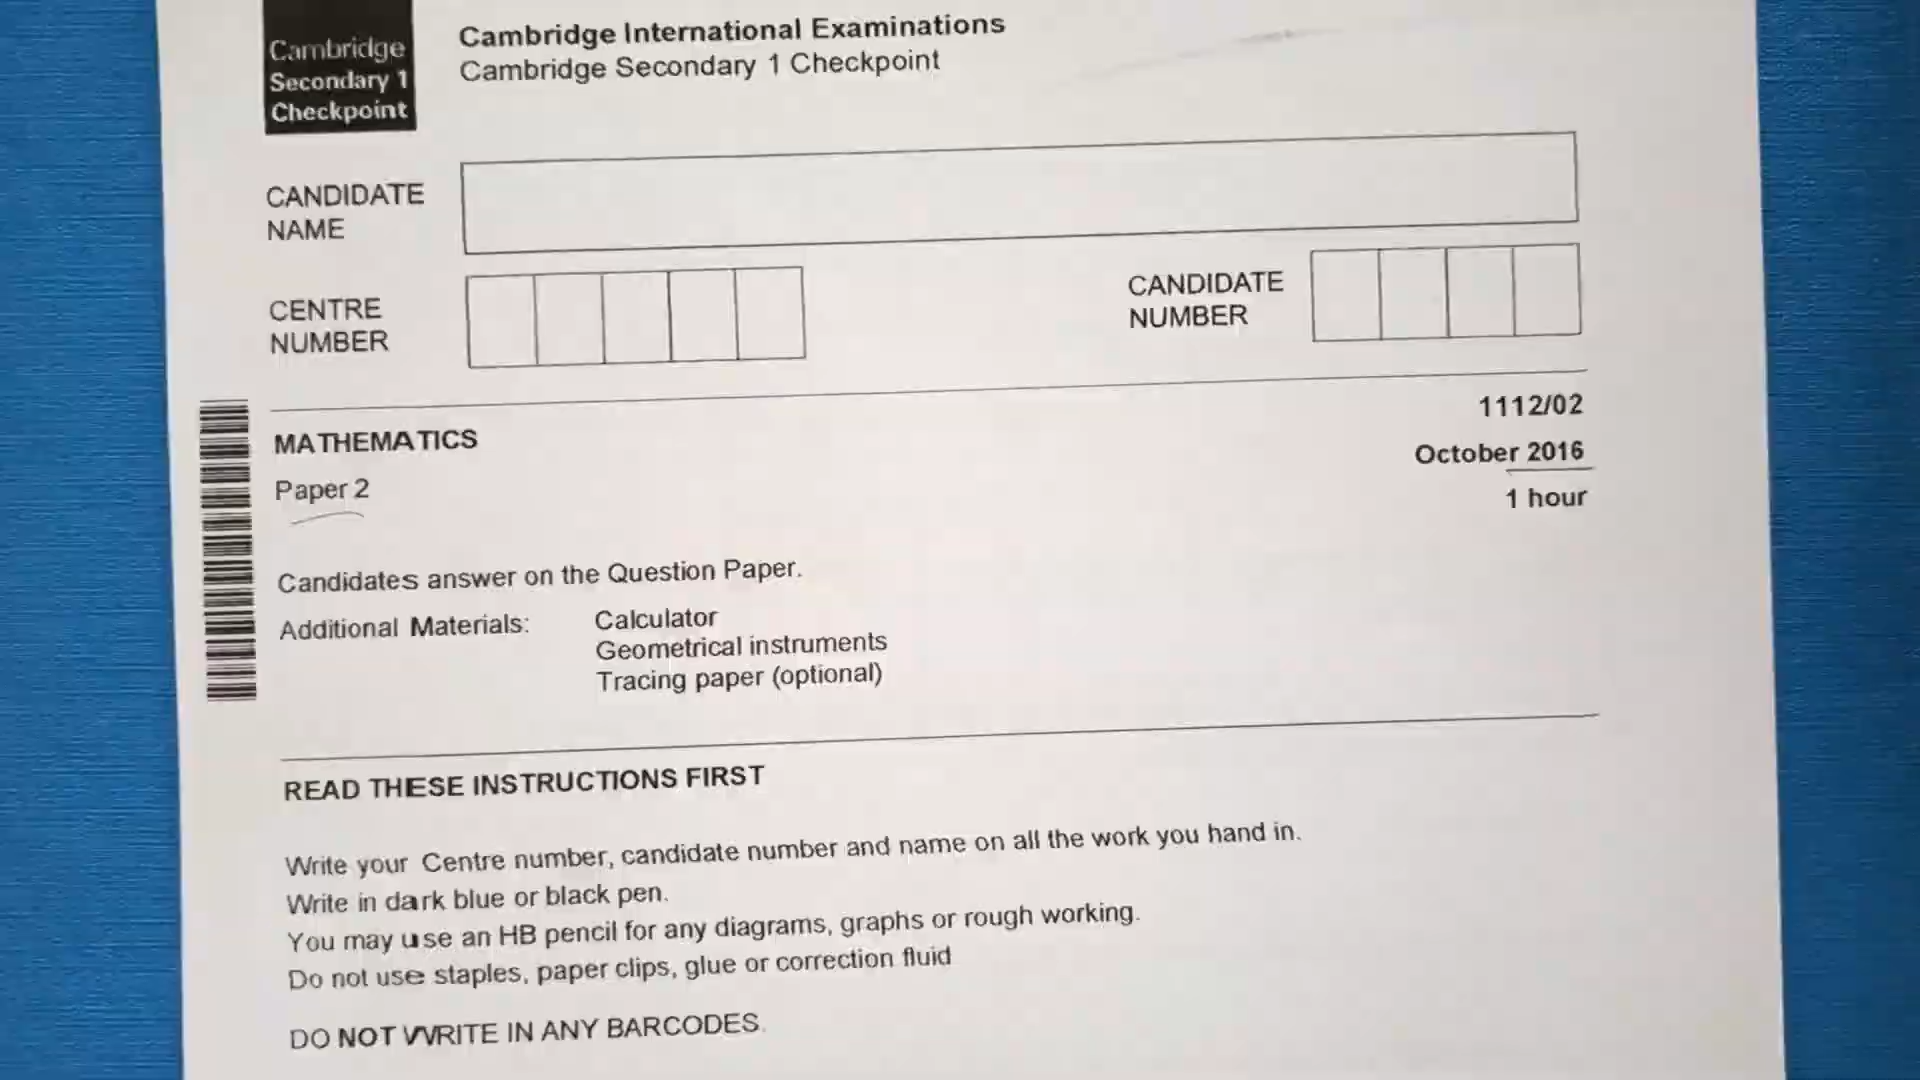 Cambridge
Secondary 1
Checkpoint
Cambridge International Examinations
Cambridge Secondary 1 Checkpoint
CANDIDATE
NAME
CENTRE
NUMBER
CANDIDATE
NUMBER
MATHEMATICS
1112/02
Paper 2
October 2016
1 hour
Candidates answer on the Question Paper.
Additional Materials:
Calculator
Geometrical instruments
Tracing paper (optional)
READ THESE INSTRUCTIONS FIRST
Write your Centre number, candidate number and name on all the work you hand in.
Write in dark blue or black pen.
You may use an HB pencil for any diagrams, graphs or rough working.
Do not use staples, paper clips, glue or correction fluid
DO NOT WRITE IN ANY BARCODES.